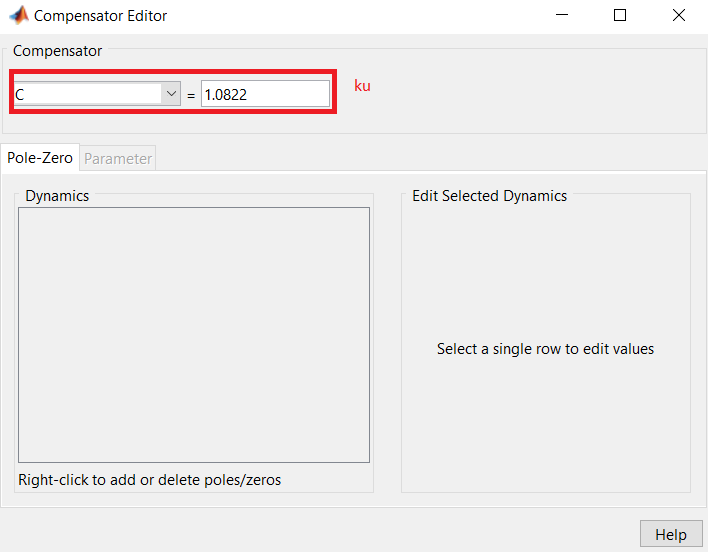 Compensator Editor
Compensator
C = 1.0822 ku
Pole-Zero Parameter
Dynamics Edit Selected Dynamics
Select a single row to edit values
Right-click to add or delete poles/zeros
Help